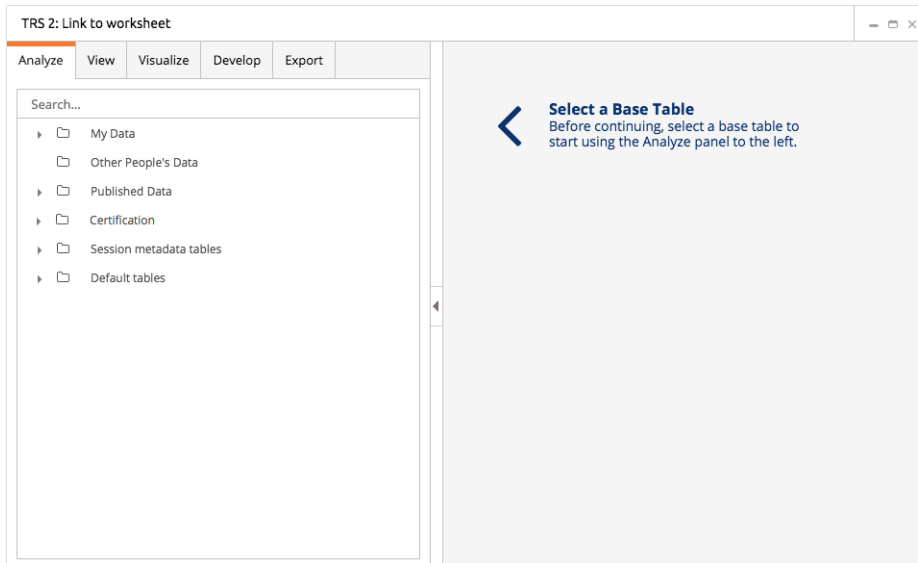 TRS 2: Link to worksheet
Analyze View Visualize Develop Export
Search...
My Data
Other People's Data
Published Data
Certification
Session metadata tables
Default tables
Select a Base Table
Before continuing, select a base table to
start using the Analyze panel to the left.